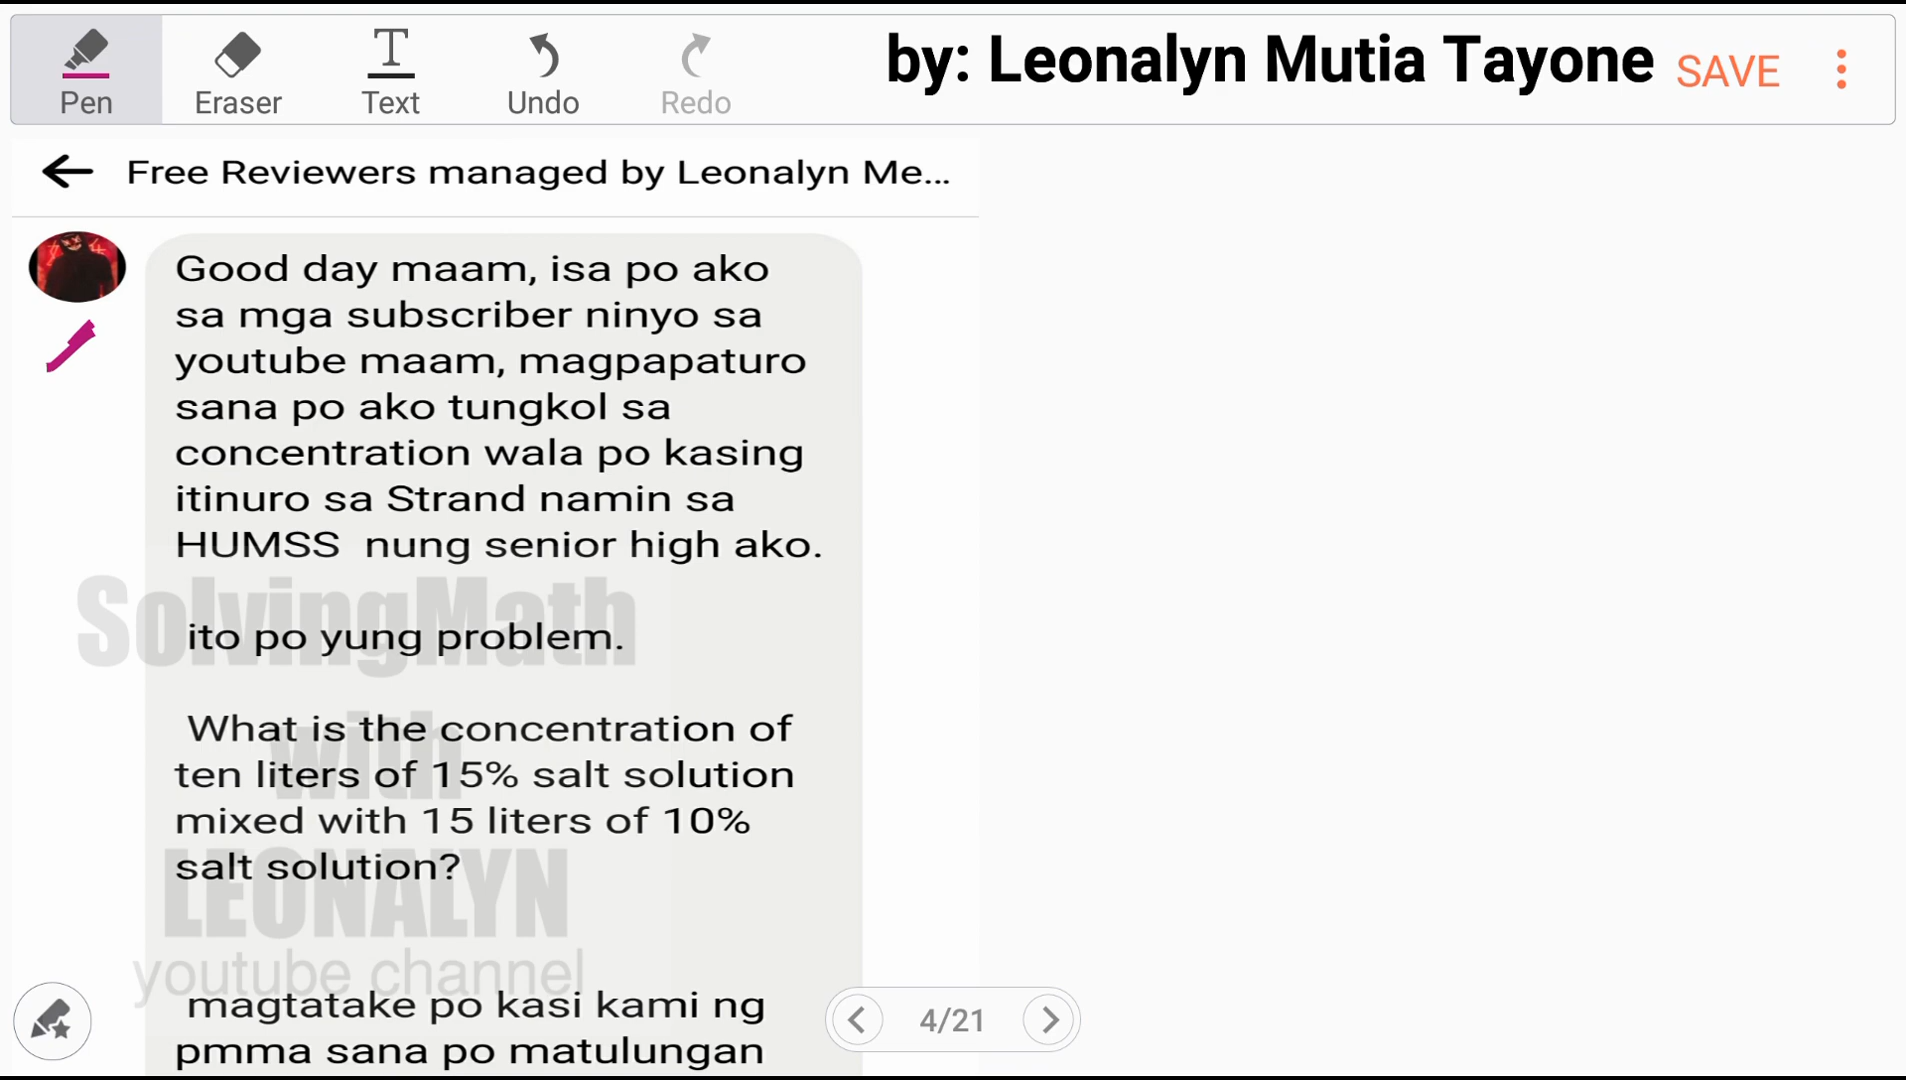 by: Leonalyn Mutia Tayone
SAVE
Pen
Eraser
Text
Undo
Redo
Free Reviewers managed by Leonalyn Me...
Good day maam, isa po ako
sa mga subscriber ninyo sa
youtube maam, magpapaturo
sana po ako tungkol sa
concentration wala po kasing
itinuro sa Strand namin sa
HUMSS nung senior high ako.
SolvingMath
ito po yung problem.
with
What is the concentration of
ten liters of 15% salt solution
mixed with 15 liters of 10%
salt solution?
LEONALYN
youtube channel
magtatake po kasi kami ng
pmma sana po matulungan
4/21